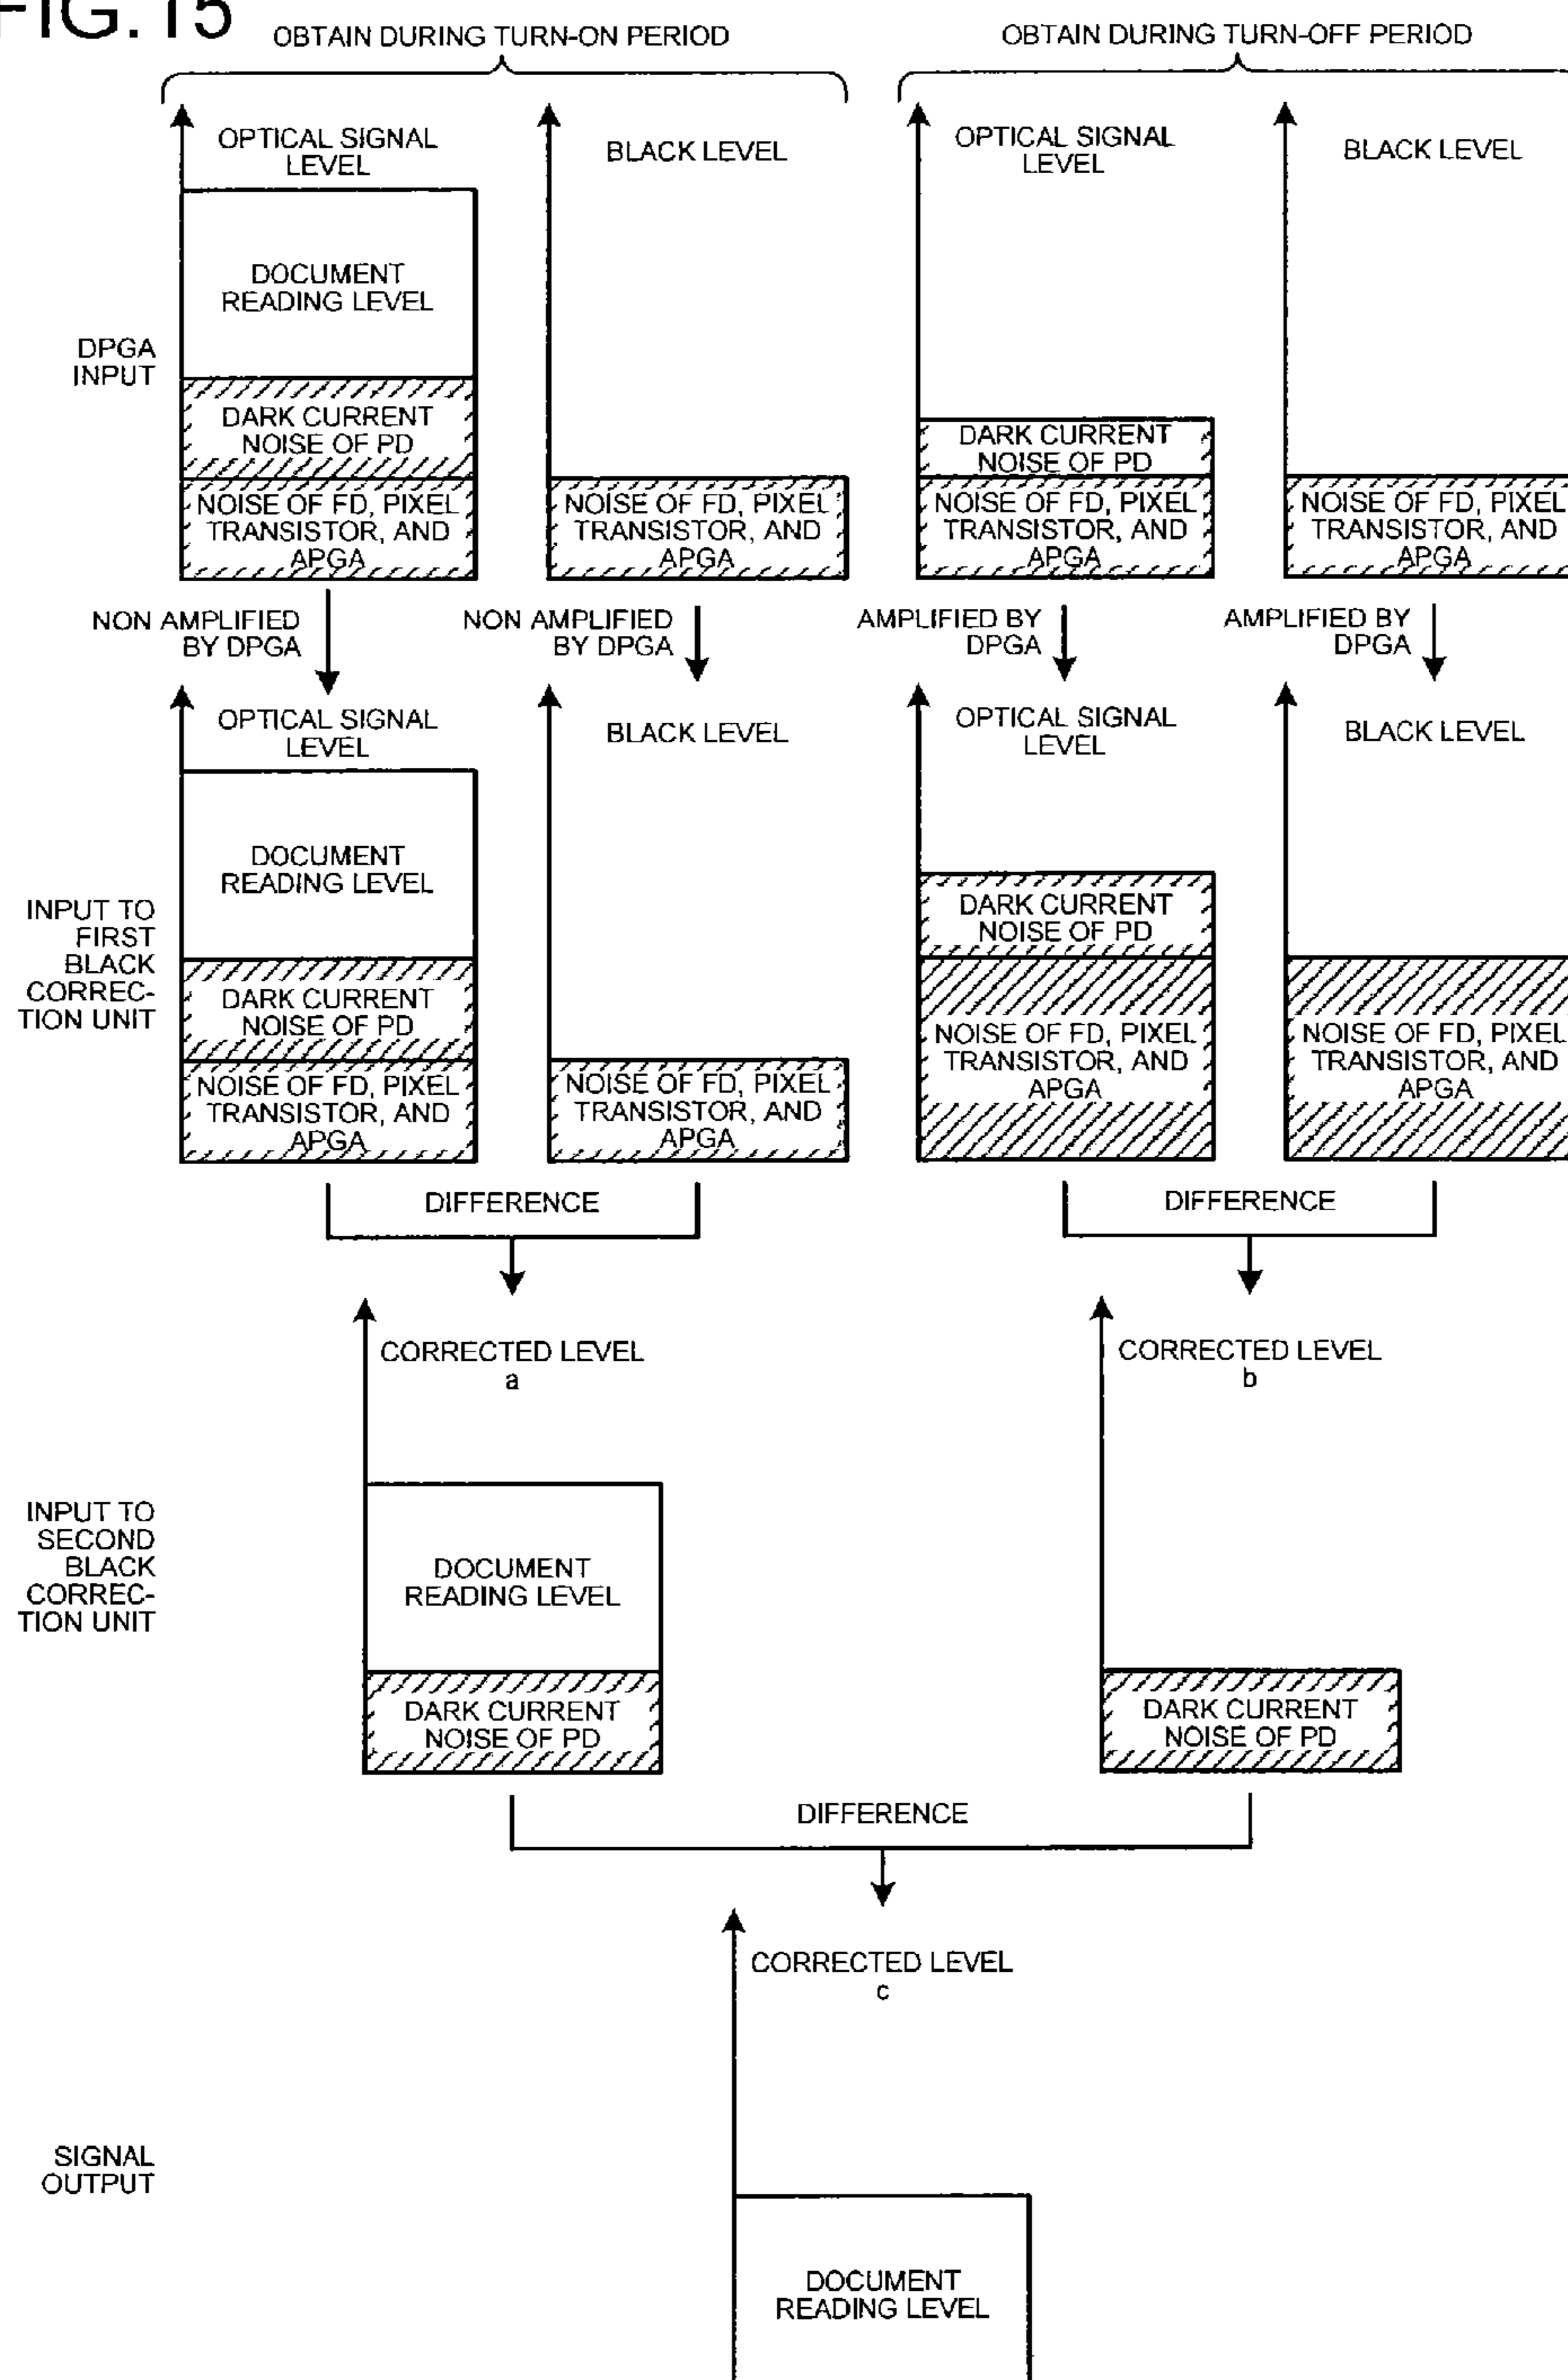 FIG. 15
OBTAIN DURING TURN-ON PERIOD
OBTAIN DURING TURN-OFF PERIOD
OPTICAL SIGNAL
LEVEL
BLACK LEVEL
OPTICAL SIGNAL
LEVEL
BLACK LEVEL
DPGA
INPUT
DOCUMENT
READING LEVEL
DARK CURRENT
NOISE OF PD
NOISE OF FD, PIXEL
TRANSISTOR, AND
APGA
NOISE OF FD, PIXEL
TRANSISTOR, AND
APGA
DARK CURRENT
NOISE OF PD
NOISE OF FD, PIXEL
TRANSISTOR, AND
APGA
NOISE OF FD, PIXEL
TRANSISTOR, AND
APGA
NON AMPLIFIED
BY DPGA
NON AMPLIFIED
BY DPGA
AMPLIFIED BY
DPGA
AMPLIFIED BY
DPGA
OPTICAL SIGNAL
LEVEL
BLACK LEVEL
OPTICAL SIGNAL
LEVEL
BLACK LEVEL
INPUT TO
FIRST
BLACK
CORREC-
TION UNIT
DOCUMENT
READING LEVEL
DARK CURRENT
NOISE OF PD
NOISE OF FD, PIXEL
TRANSISTOR, AND
APGA
NOISE OF FD, PIXEL
TRANSISTOR, AND
APGA
DARK CURRENT
NOISE OF PD
NOISE OF FD, PIXEL
TRANSISTOR, AND
APGA
NOISE OF FD, PIXEL
TRANSISTOR, AND
APGA
DIFFERENCE
DIFFERENCE
CORRECTED LEVEL
a
CORRECTED LEVEL
b
INPUT TO
SECOND
BLACK
CORREC-
TION UNIT
DOCUMENT
READING LEVEL
DARK CURRENT
NOISE OF PD
DARK CURRENT
NOISE OF PD
DIFFERENCE
CORRECTED LEVEL
c
SIGNAL
OUTPUT
DOCUMENT
READING LEVEL